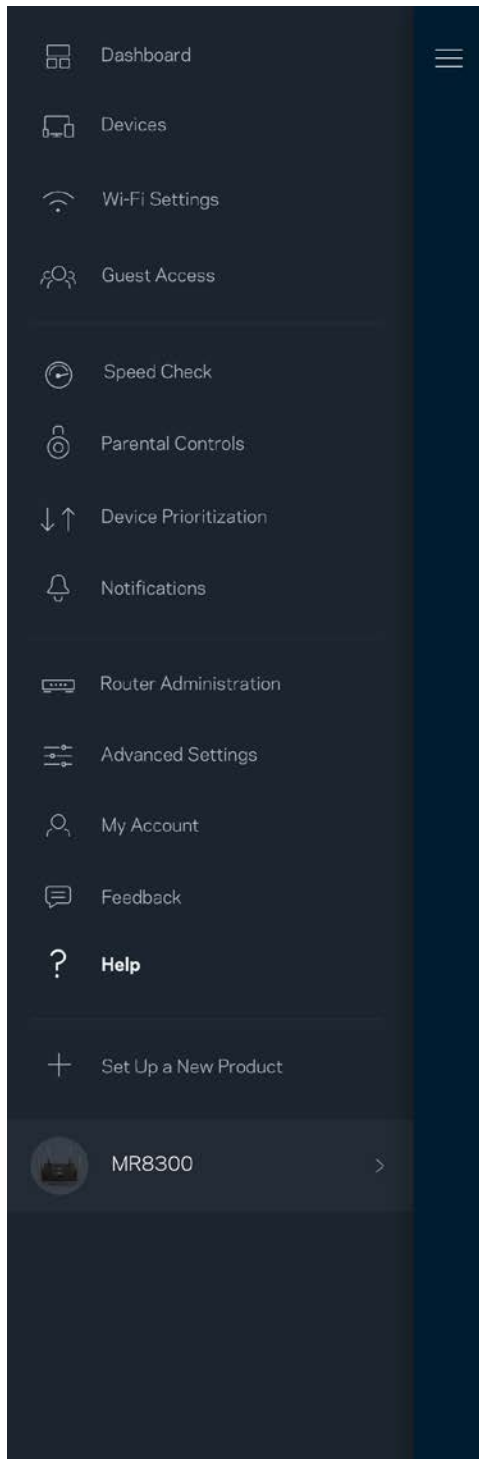 Dashboard
Devices
Wi-Fi Settings
Guest Access
Speed Check
Parental Controls
Device Prioritization
Notifications
Router Administration
Advanced Settings
My Account
Feedback
? Help
Set Up a New Product
MR8300